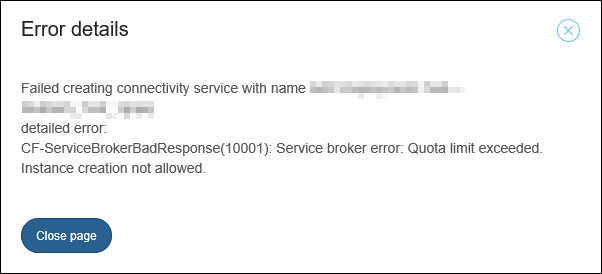 Error details
Failed creating connectivity service with name
detailed error:
CF-ServiceBrokerBadResponse(10001): Service broker error: Quota limit exceeded.
Instance creation not allowed.
Close page